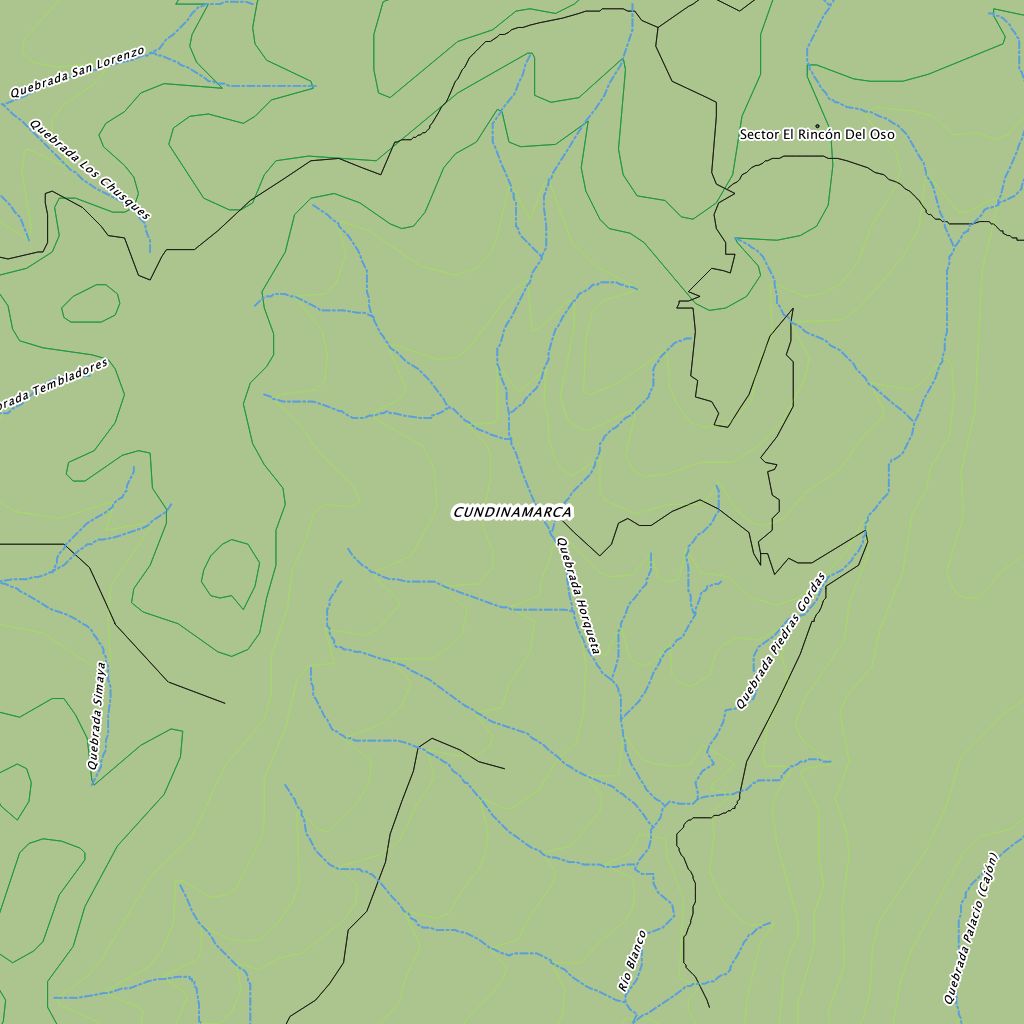 Quebrada San Lorenzo
Quebrada Los Chusques
Sector El Rincón Del Oso
brada Tembladores
CUNDINAMARCA
Quebrada Horqueta
Quebrada Piedras Gordas
Quebrada Simaya
Río Blanco
Quebrada Palacio (Cajón)